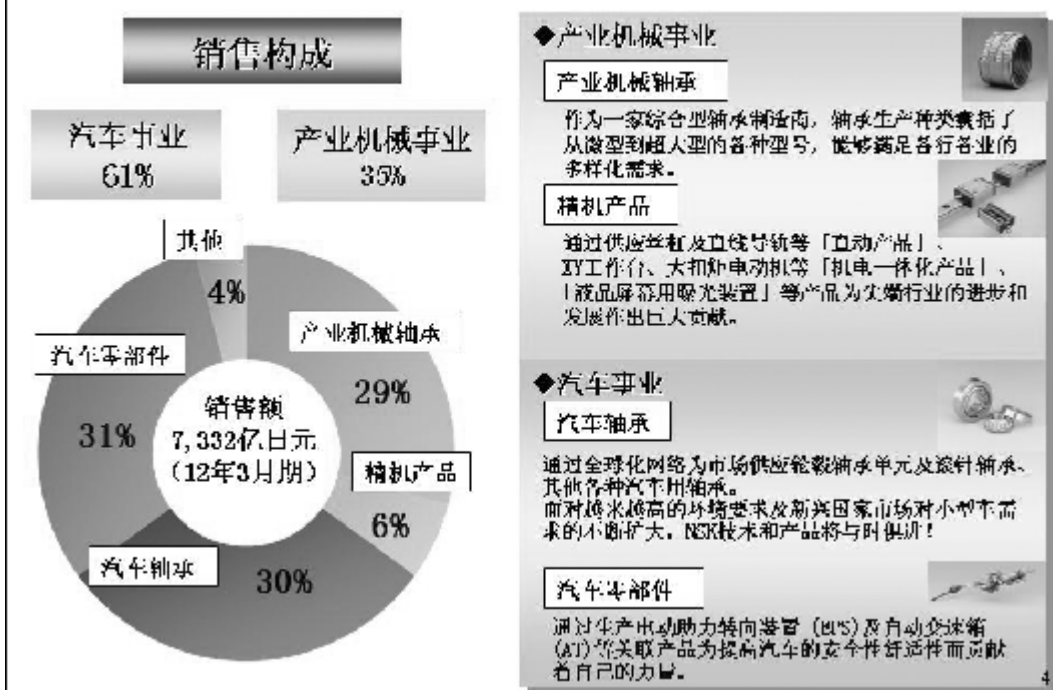 销售构成
汽车事业
61%
产业机械事业
35%
其他
4%
产业机械轴承
29%
汽车零部件
31%
销售额
7,332亿日元
(12年3月期)
精机产品
6%
汽车轴承
30%
◆产业机械事业
产业机械轴承
作为一家综合型轴承制造商，轴承生产种类囊括了
从微型到超大型的各种型号，能够满足各行各业的
多样化需求。
精机产品
通过供应丝杠及直线导轨等「直动产品」、
XY工作台、大扭矩电动机等「机电一体化产品」、
「液晶屏幕用曝光装置」等产品为尖端行业的进步和
发展作出巨大贡献。
◆汽车事业
汽车轴承
通过全球化网络为市场供应轮毂轴承单元及滚针轴承、
其他各种汽车用轴承。
面对越来越高的环境要求及新兴国家市场对小型车需
求的不断扩大，NSK技术和产品将与时俱进！
汽车零部件
通过生产电动助力转向装置 (EPS)及自动变速箱
(AT)等关联产品为提高汽车的安全性舒适性而贡献
着自己的力量。
4